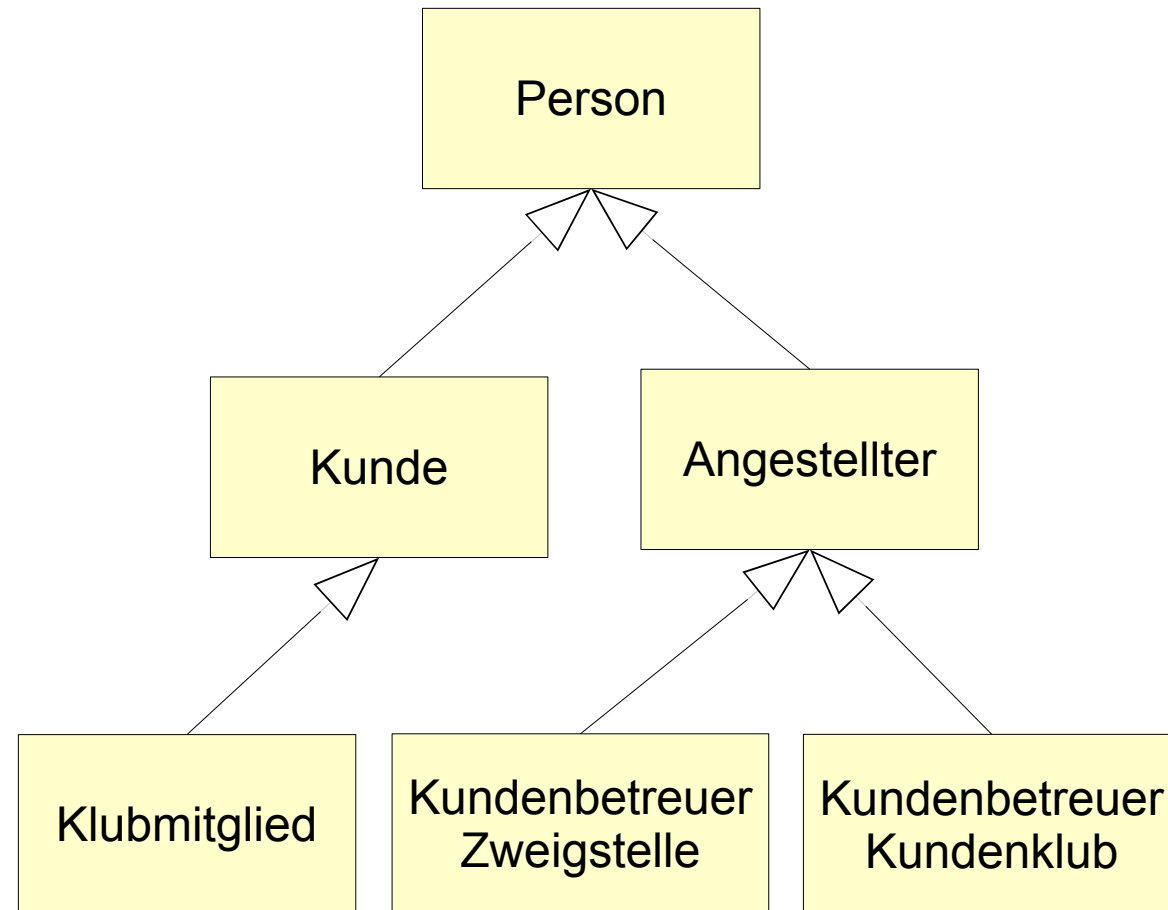 Person
Kunde
Angestellter
Klubmitglied
Kundenbetreuer
Zweigstelle
Kundenbetreuer
Kundenklub